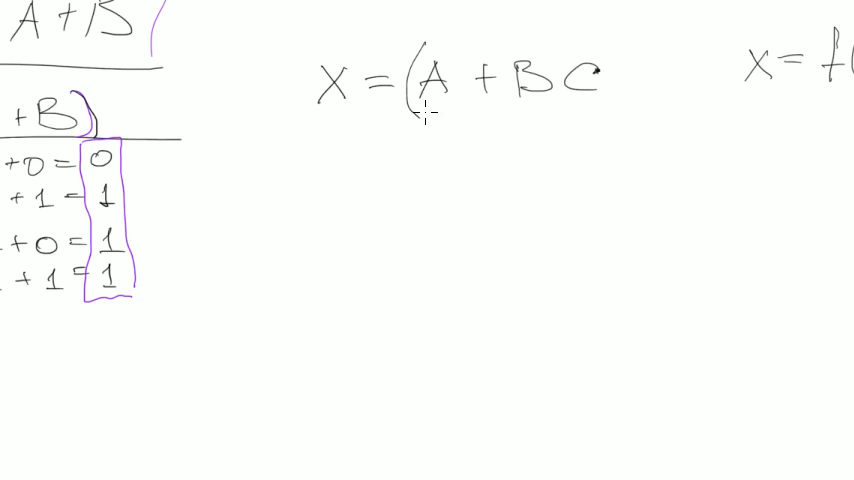 A + B
X = (A + BC
x = f(
+ B)
+0 = 0
+ 1 = 1
+ 0 = 1
+ 1 = 1